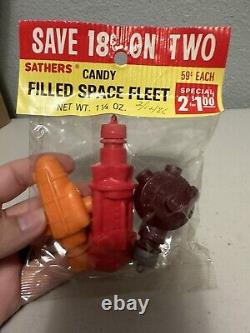 SAVE 18¢ ON TWO
SATHERS® CANDY 59¢ EACH
FILLED SPACE FLEET
SPECIAL
NET WT. 1¼ OZ.
2-$1.00